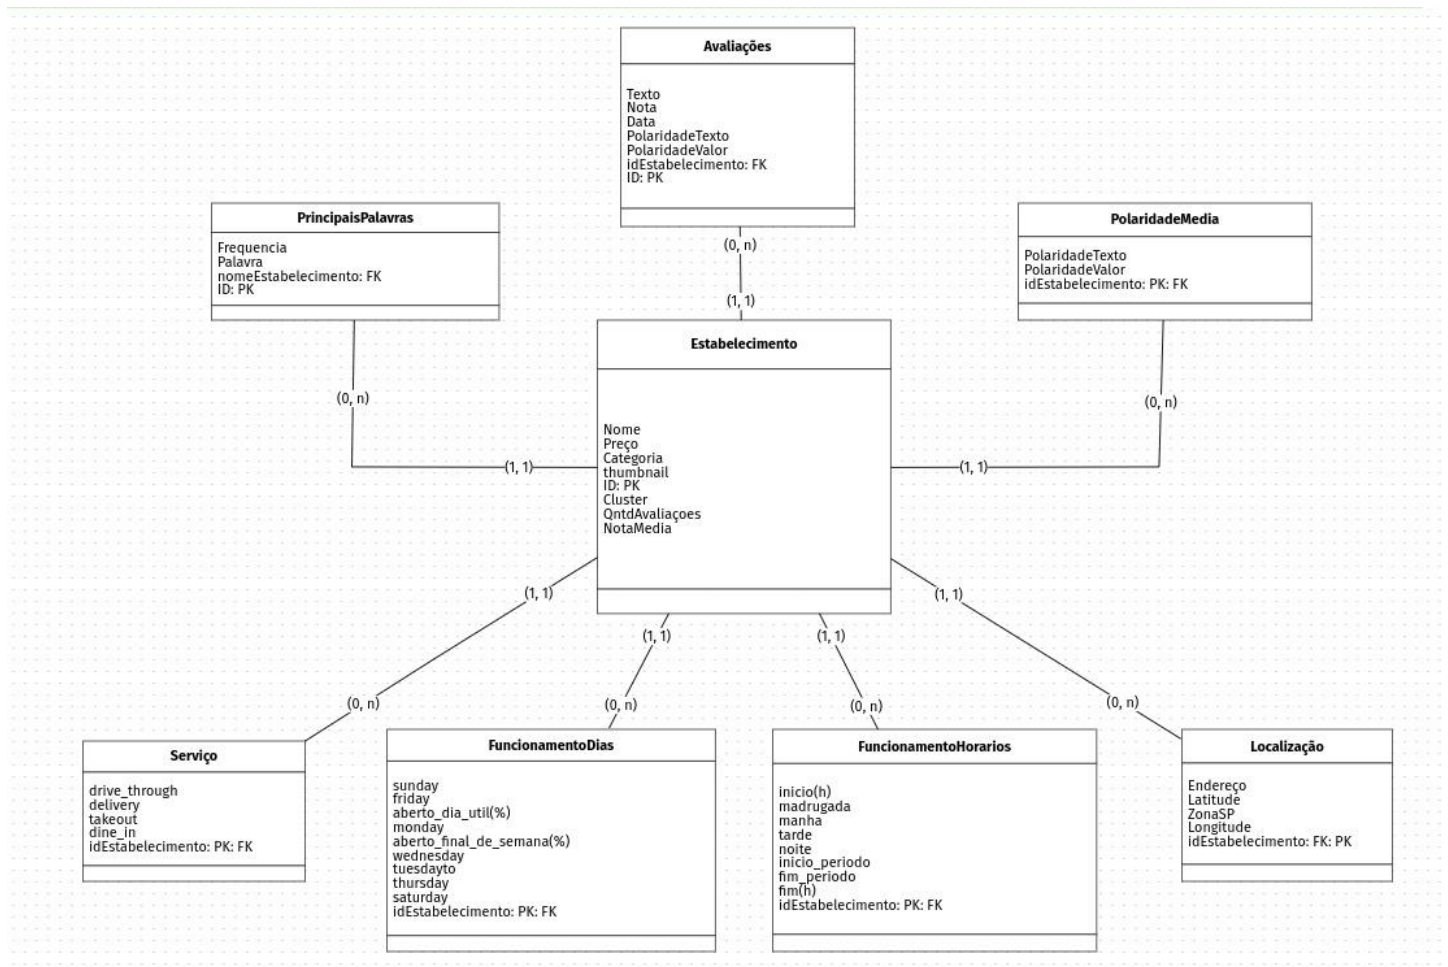 Avaliações
Texto
Nota
Data
PolaridadeTexto
PolaridadeValor
idEstabelecimento: FK
ID: PK
PrincipaisPalavras
Frequencia
Palavra
nomeEstabelecimento: FK
ID: PK
PolaridadeMedia
PolaridadeTexto
PolaridadeValor
idEstabelecimento: PK: FK
(0, n)
(1, 1)
Estabelecimento
Nome
Preço
Categoria
thumbnail
ID: PK
Cluster
QntdAvaliaçoes
NotaMedia
(0, n)
(0, n)
(1, 1)
(1, 1)
(1, 1)
(1, 1)
(1, 1)
(1, 1)
(0, n)
(0, n)
(0, n)
(0, n)
Serviço
drive_through
delivery
takeout
dine_in
idEstabelecimento: PK: FK
FuncionamentoDias
sunday
friday
aberto_dia_util(%)
monday
aberto_final_de_semana(%)
wednesday
tuesdayto
thursday
saturday
idEstabelecimento: PK: FK
FuncionamentoHorarios
inicio(h)
madrugada
manha
tarde
noite
inicio_periodo
fim_periodo
fim(h)
idEstabelecimento: PK: FK
Localização
Endereço
Latitude
ZonaSP
Longitude
idEstabelecimento: FK: PK